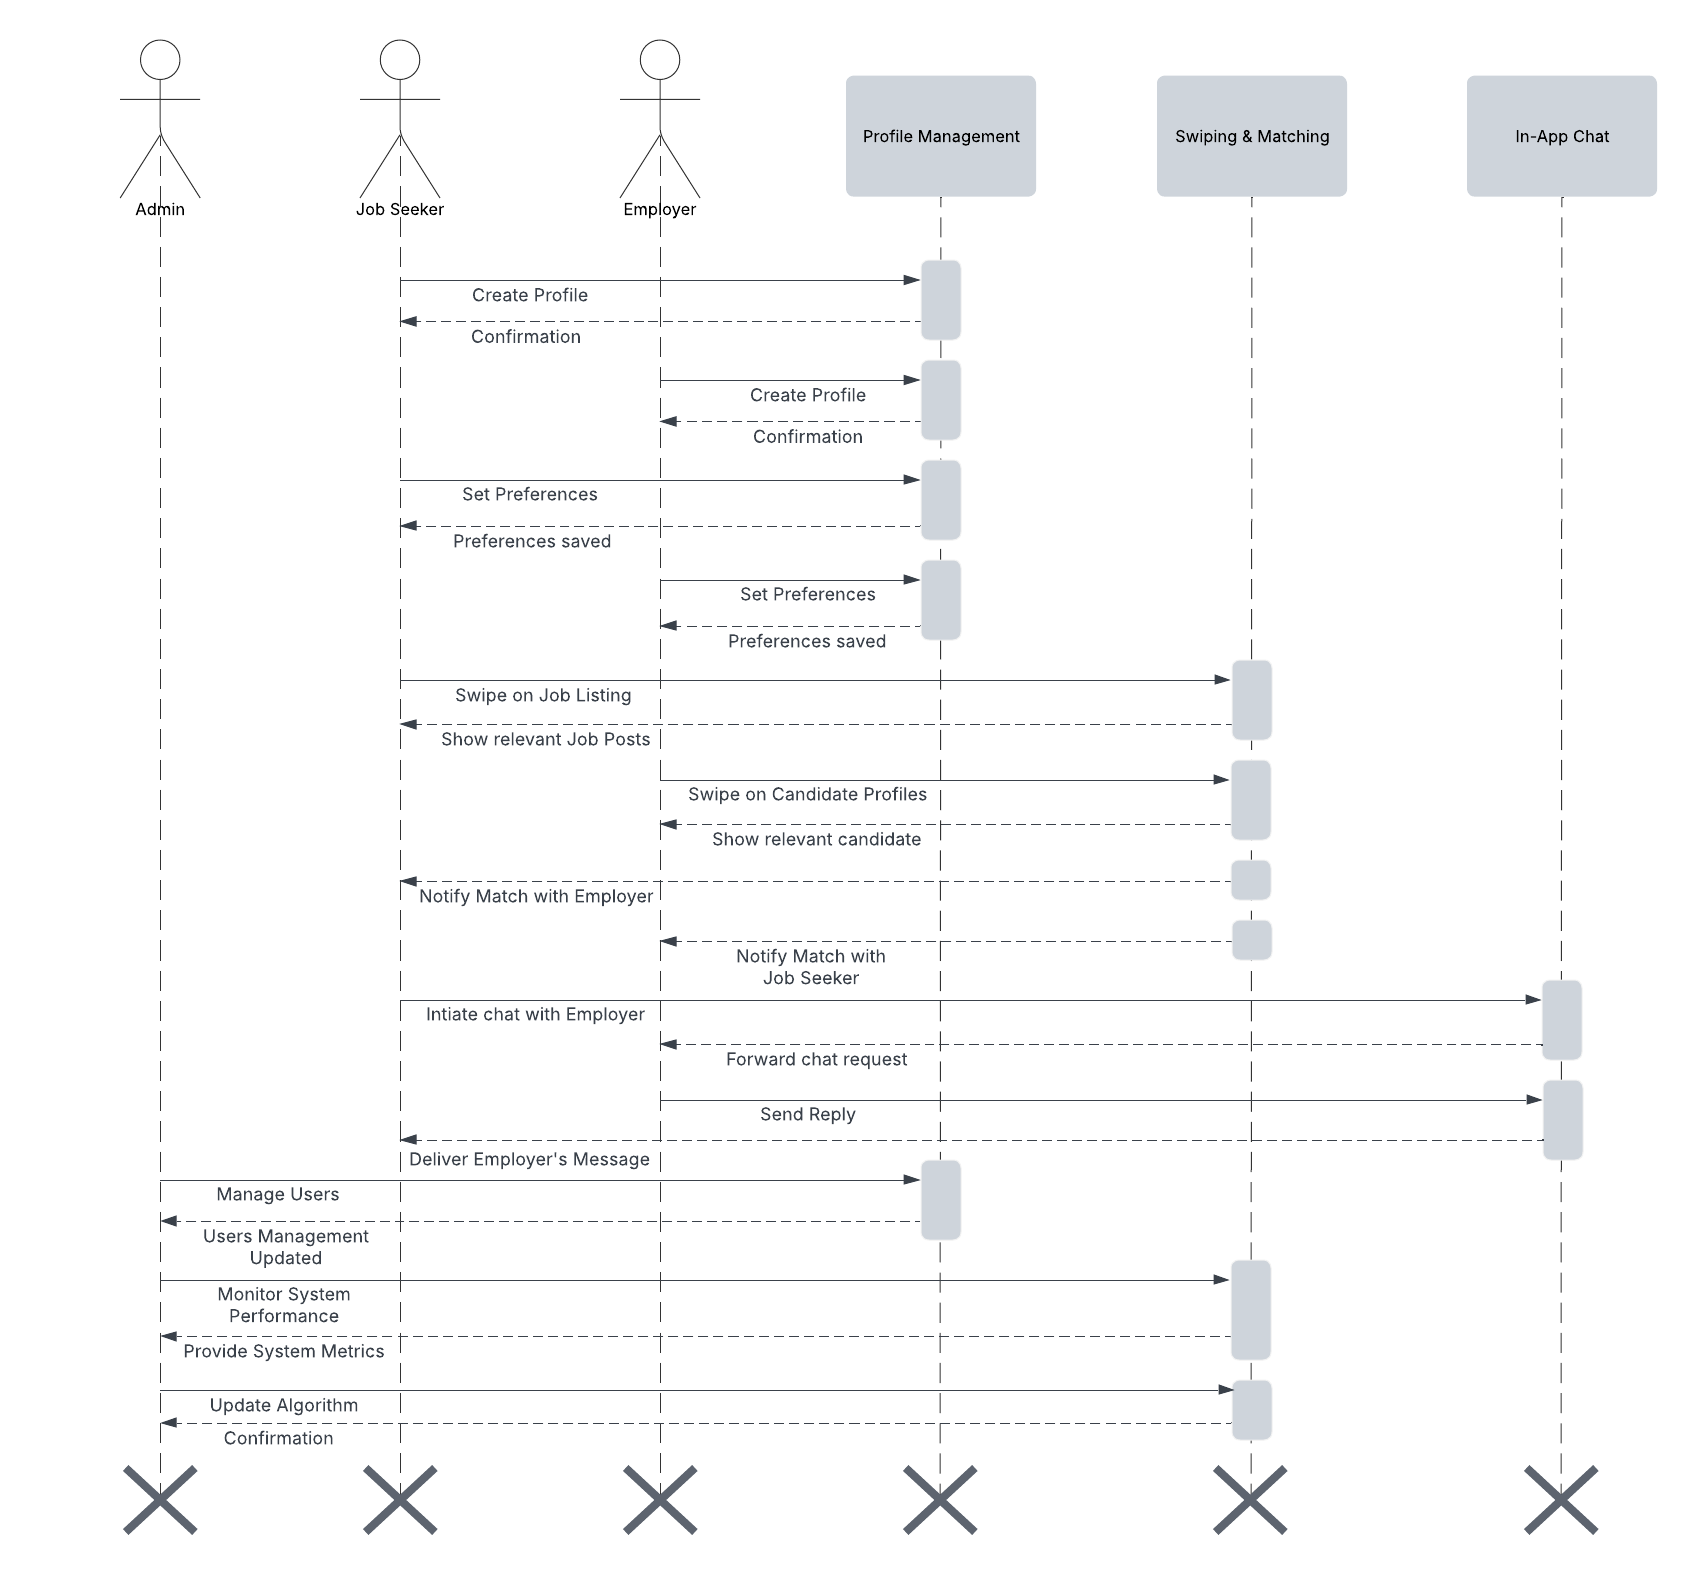 Admin
Job Seeker
Employer
Profile Management
Swiping & Matching
In-App Chat
Create Profile
Confirmation
Create Profile
Confirmation
Set Preferences
Preferences saved
Set Preferences
Preferences saved
Swipe on Job Listing
Show relevant Job Posts
Swipe on Candidate Profiles
Show relevant candidate
Notify Match with Employer
Notify Match with
Job Seeker
Intiate chat with Employer
Forward chat request
Send Reply
Deliver Employer's Message
Manage Users
Users Management
Updated
Monitor System
Performance
Provide System Metrics
Update Algorithm
Confirmation